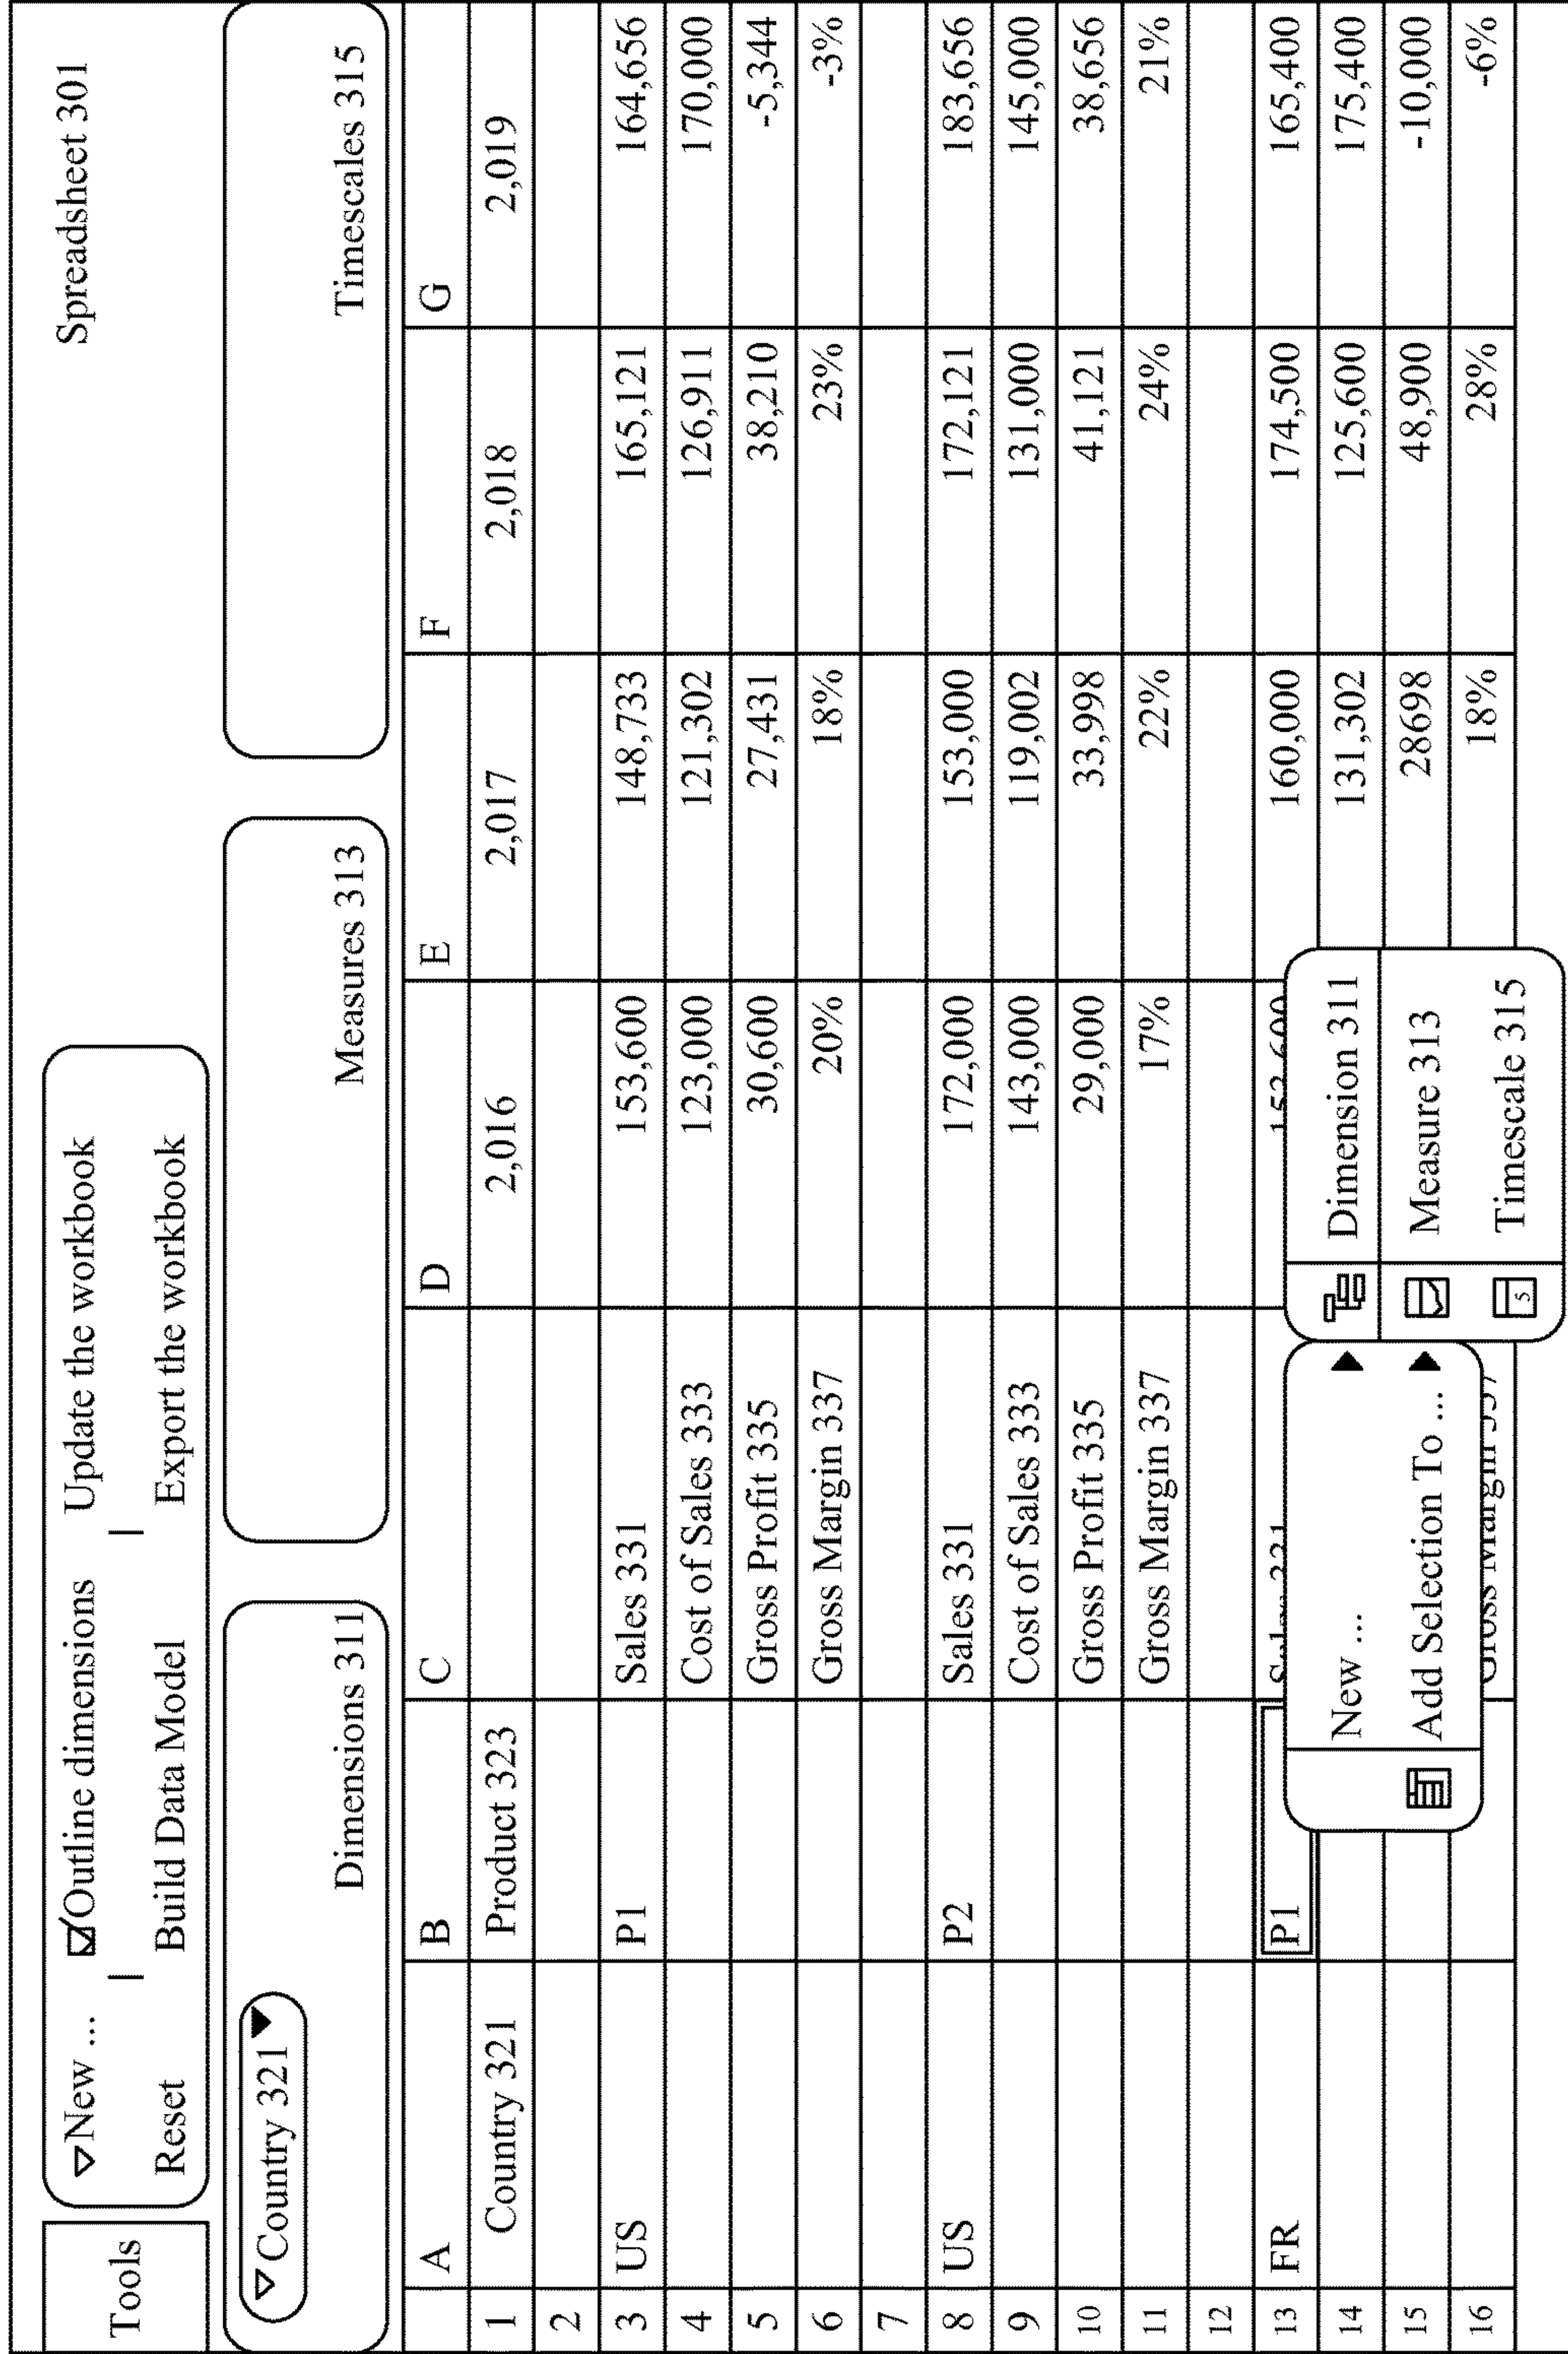 Spreadsheet 301
Tools
New ... | Outline dimensions | Update the workbook
Reset Build Data Model Export the workbook
Country 321
Dimensions 311
Measures 313
Timescales 315
A B C D E F G
1 Country 321 Product 323 2,016 2,017 2,018 2,019
2
3 US P1 Sales 331 153,600 148,733 165,121 164,656
4 Cost of Sales 333 123,000 121,302 126,911 170,000
5 Gross Profit 335 30,600 27,431 38,210 -5,344
6 Gross Margin 337 20% 18% 23% -3%
7
8 US P2 Sales 331 172,000 153,000 172,121 183,656
9 Cost of Sales 333 143,000 119,002 131,000 145,000
10 Gross Profit 335 29,000 33,998 41,121 38,656
11 Gross Margin 337 17% 22% 24% 21%
12
13 FR P1 160,000 174,500 165,400
14 131,302 125,600 175,400
15 28698 48,900 -10,000
16 Gross Margin 337 18% 28% -6%
New ...
Add Selection To ...
Dimension 311
Measure 313
5 Timescale 315